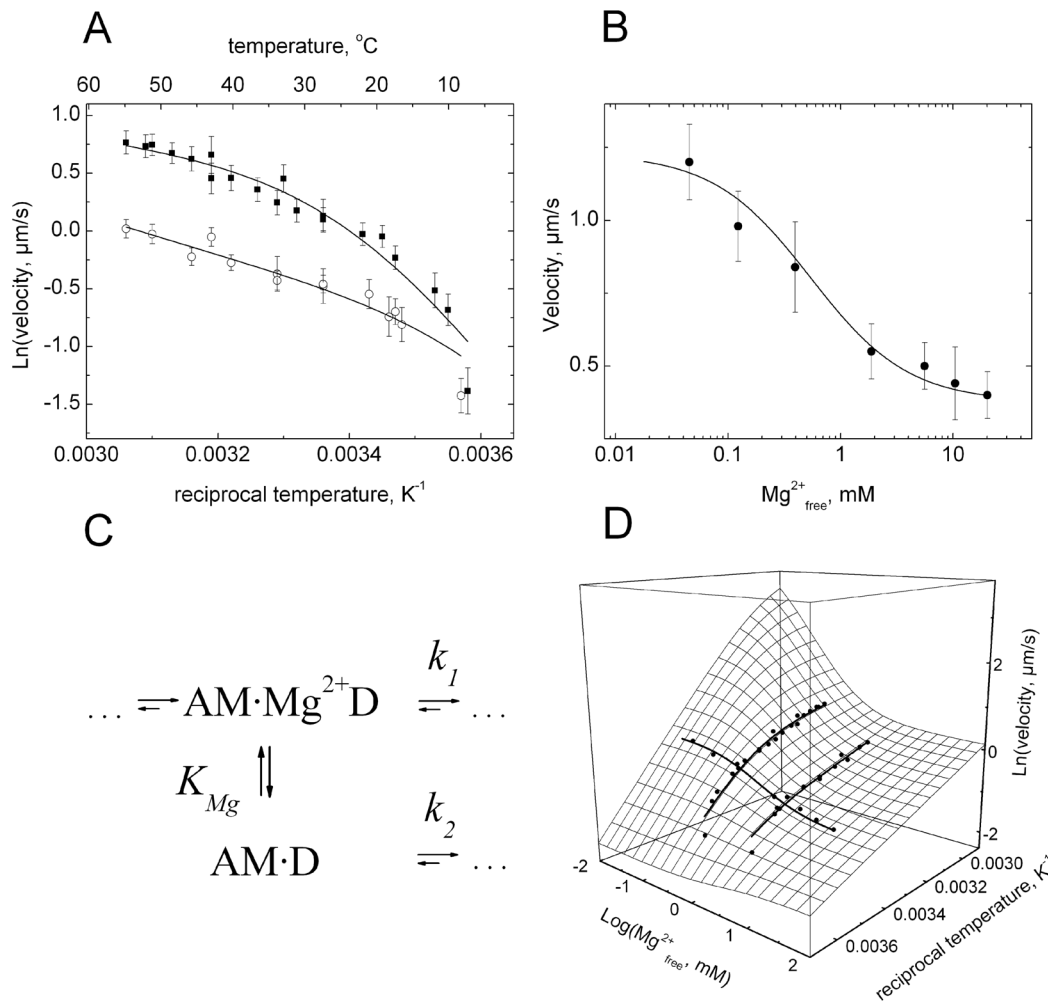 A
temperature, °C
60 50 40 30 20 10
1.0
0.5
0.0
-0.5
-1.0
-1.5
Ln(velocity, µm/s)
0.0030 0.0032 0.0034 0.0036
reciprocal temperature, K⁻¹
B
1.0
0.5
Velocity, µm/s
0.01 0.1 1 10
Mg²⁺free, mM
C
k₁
... AM·Mg²⁺D ...
K_Mg
k₂
AM·D ...
D
2
0
-2
Ln(velocity, µm/s)
-2 -1 0 1 2
Log(Mg²⁺free, mM)
0.0030
0.0032
0.0034
0.0036
reciprocal temperature, K⁻¹